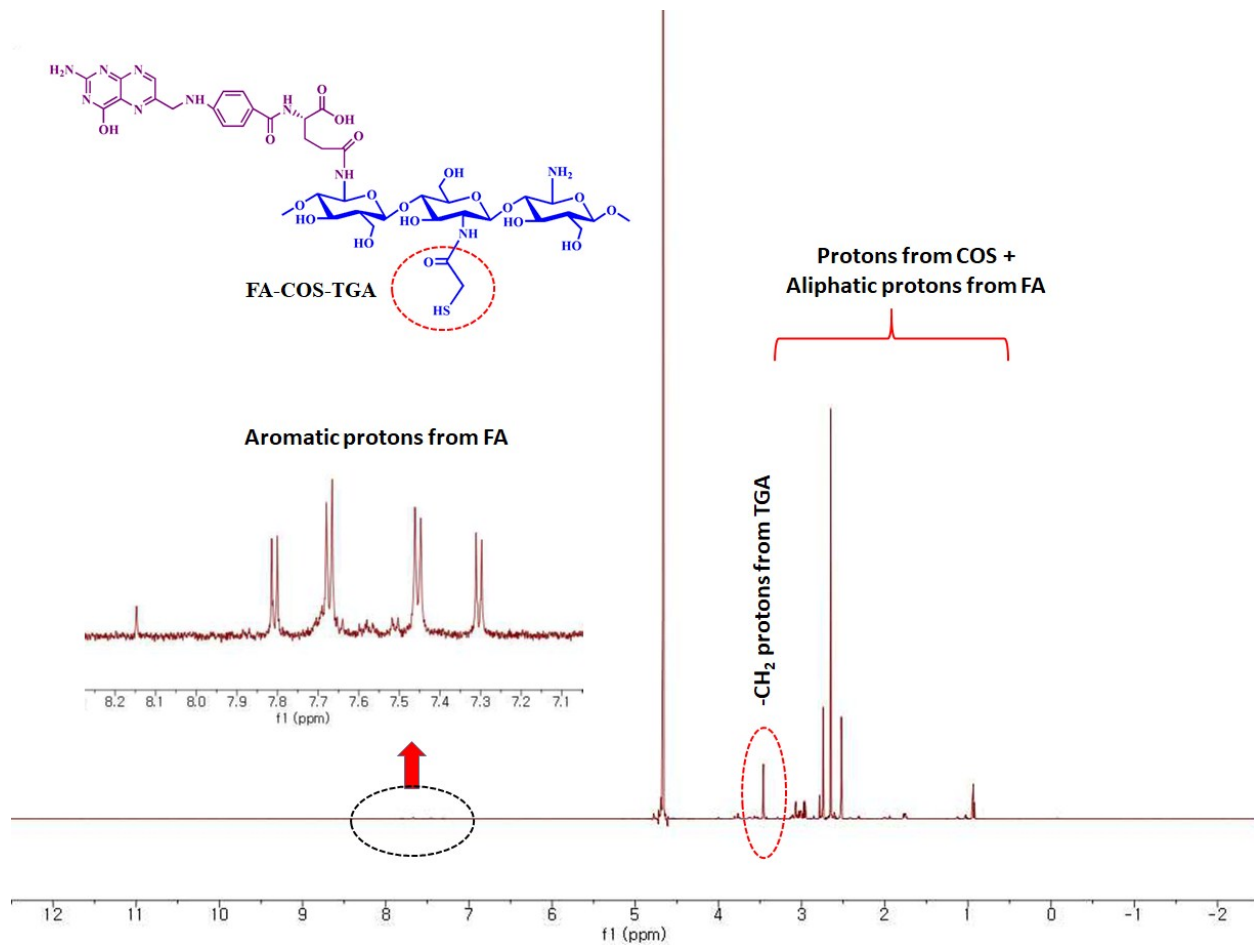 H₂N
N
N
N
N
OH
NH
O
H
N
O
OH
O
NH
O
HO
O
HO
O
OH
O
HO
NH
O
HS
O
NH₂
O
HO
O
HO
FA-COS-TGA
Protons from COS +
Aliphatic protons from FA
Aromatic protons from FA
-CH₂ protons from TGA
8.2 8.1 8.0 7.9 7.8 7.7 7.6 7.5 7.4 7.3 7.2 7.1
f1 (ppm)
12 11 10 9 8 7 6 5 4 3 2 1 0 -1 -2
f1 (ppm)